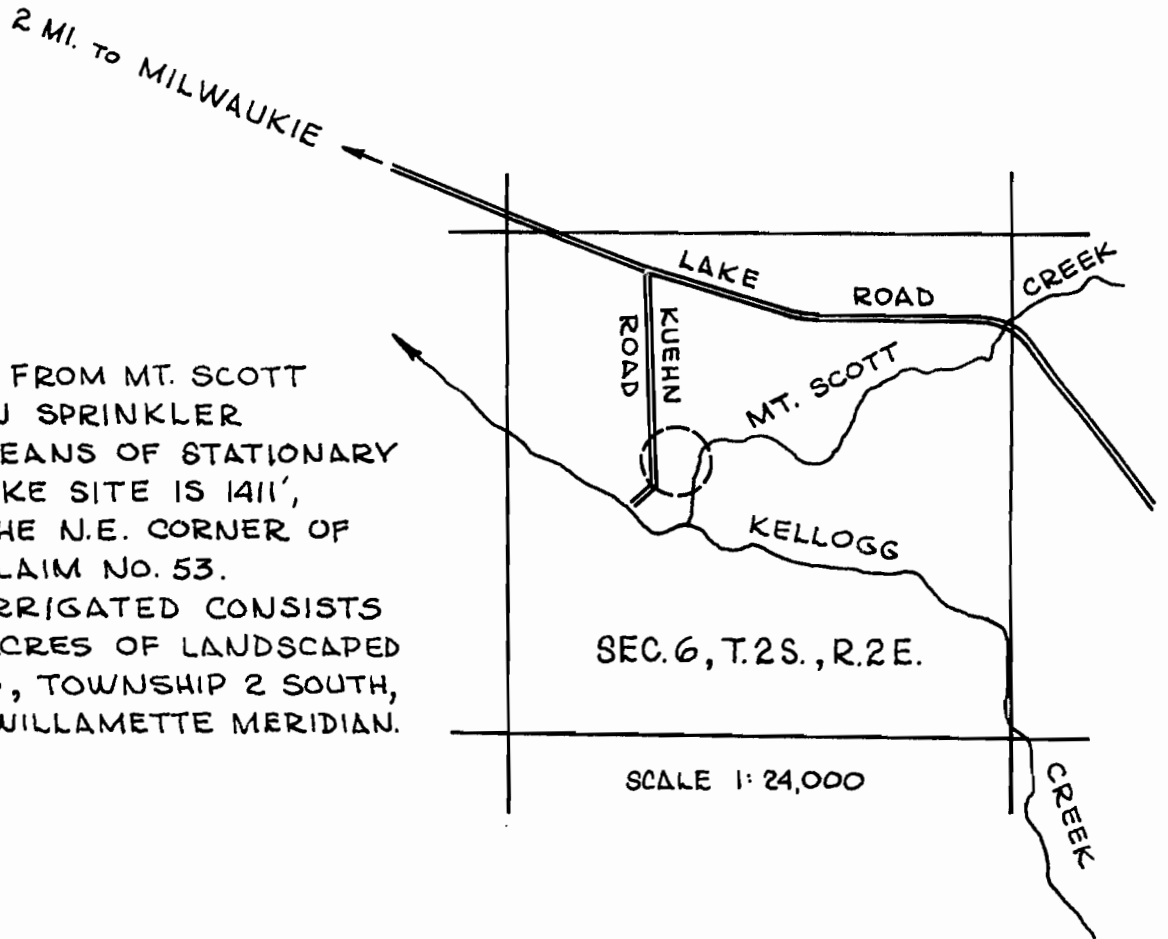 2 MI. TO MILWAUKIE
LAKE ROAD
CREEK
KUEHN
ROAD
MT. SCOTT
FROM MT. SCOTT
SPRINKLER
EANS OF STATIONARY
KE SITE IS 1411',
HE N.E. CORNER OF
LAIM NO. 53.
RRIGATED CONSISTS
ACRES OF LANDSCAPED
, TOWNSHIP 2 SOUTH,
WILLAMETTE MERIDIAN.
KELLOGG
SEC. 6, T. 2 S., R. 2 E.
SCALE 1: 24,000
CREEK